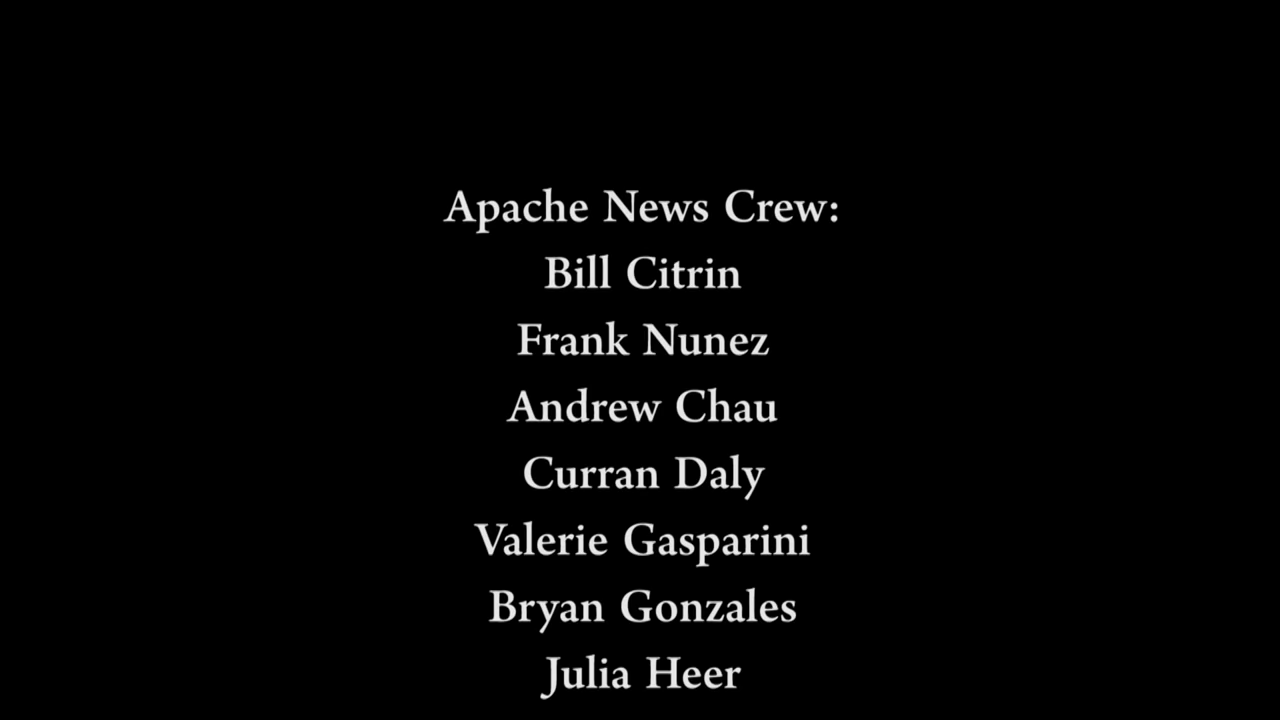 Apache News Crew:
Bill Citrin
Frank Nunez
Andrew Chau
Curran Daly
Valerie Gasparini
Bryan Gonzales
Julia Heer